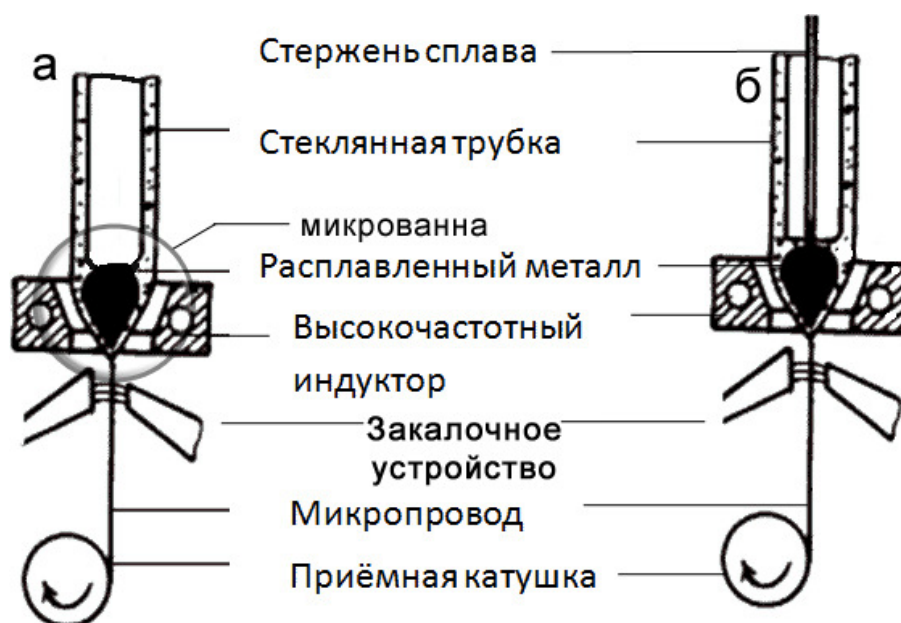 а
Стержень сплава
б
Стеклянная трубка
микрованна
Расплавленный металл
Высокочастотный
индуктор
Закалочное
устройство
Микропровод
Приёмная катушка